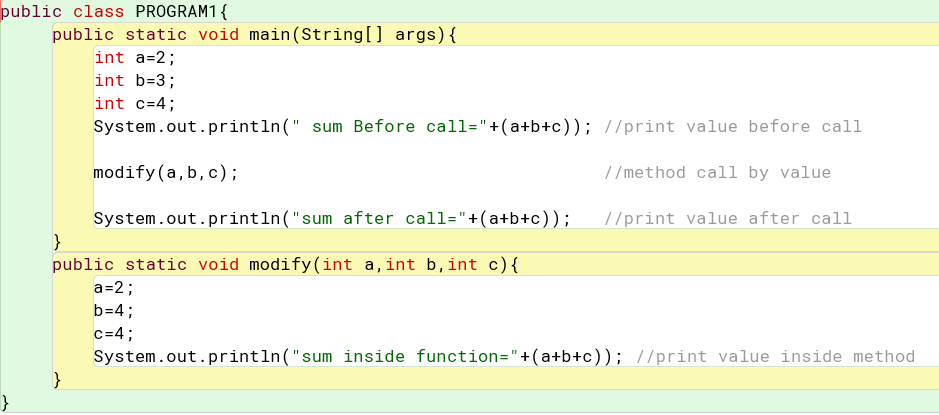 public class PROGRAM1{
public static void main(String[] args){
int a=2;
int b=3;
int c=4;
System.out.println(" sum Before call="+(a+b+c)); //print value before call
modify(a,b,c); //method call by value
System.out.println("sum after call="+(a+b+c)); //print value after call
}
public static void modify(int a,int b,int c){
a=2;
b=4;
c=4;
System.out.println("sum inside function="+(a+b+c)); //print value inside method
}
}